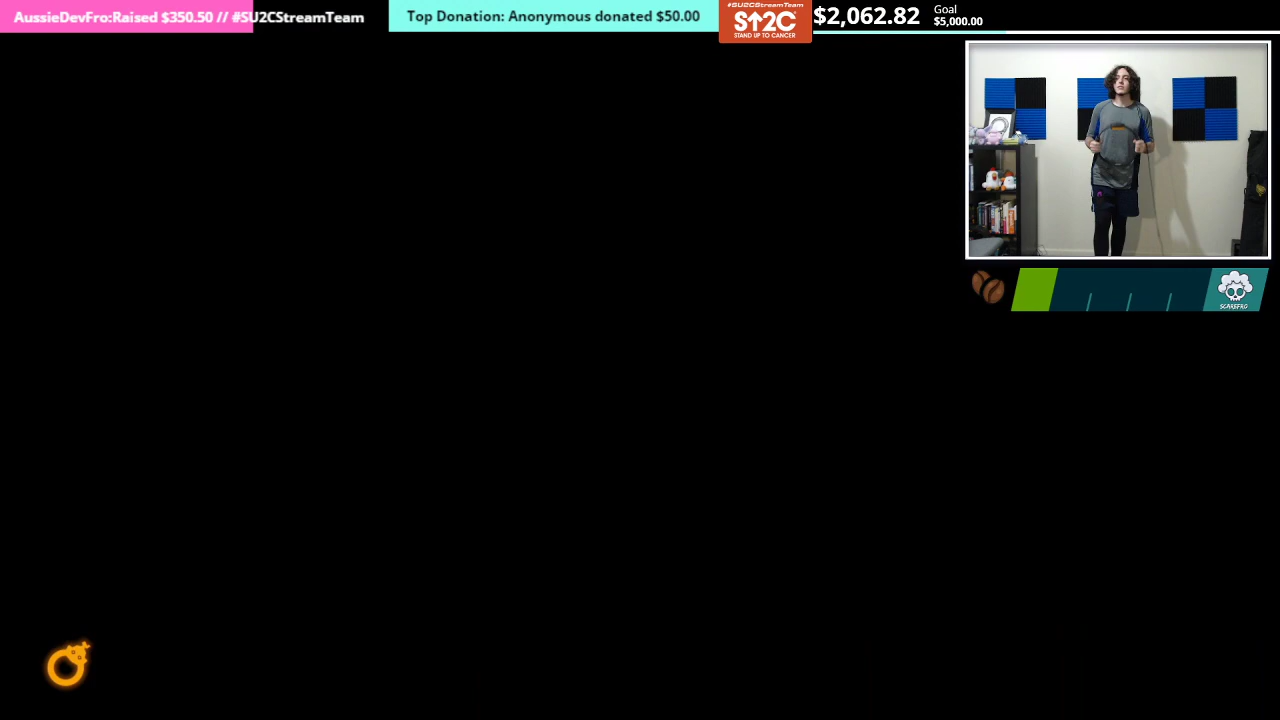 AussieDevFro:Raised $350.50 // #SU2CStreamTeam
Top Donation: Anonymous donated $50.00
#SU2CStreamTeam
SU2C
STAND UP TO CANCER
$2,062.82
Goal
$5,000.00
SCAREFRO